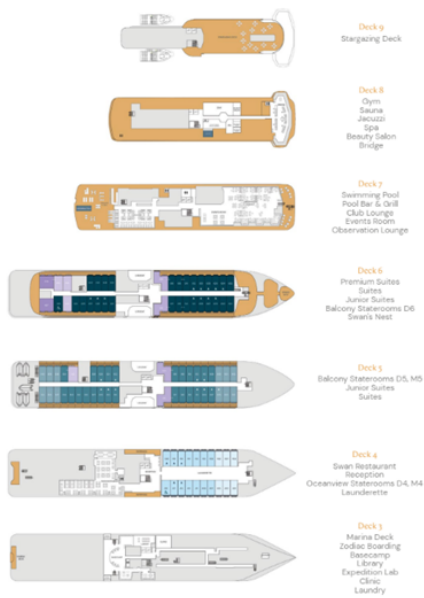 Deck 9
Stargazing Deck
Deck 8
Gym
Sauna
Jacuzzi
Spa
Beauty Salon
Bridge
Deck 7
Swimming Pool
Pool Bar & Grill
Club Lounge
Events Room
Observation Lounge
Deck 6
Premium Suites
Suites
Junior Suites
Balcony Staterooms D6
Swan's Nest
Deck 5
Balcony Staterooms D5, M5
Junior Suites
Suites
Deck 4
Swan Restaurant
Reception
Oceanview Staterooms D4, M4
Launderette
Deck 3
Marina Deck
Zodiac Boarding
Basecamp
Library
Expedition Lab
Clinic
Laundry